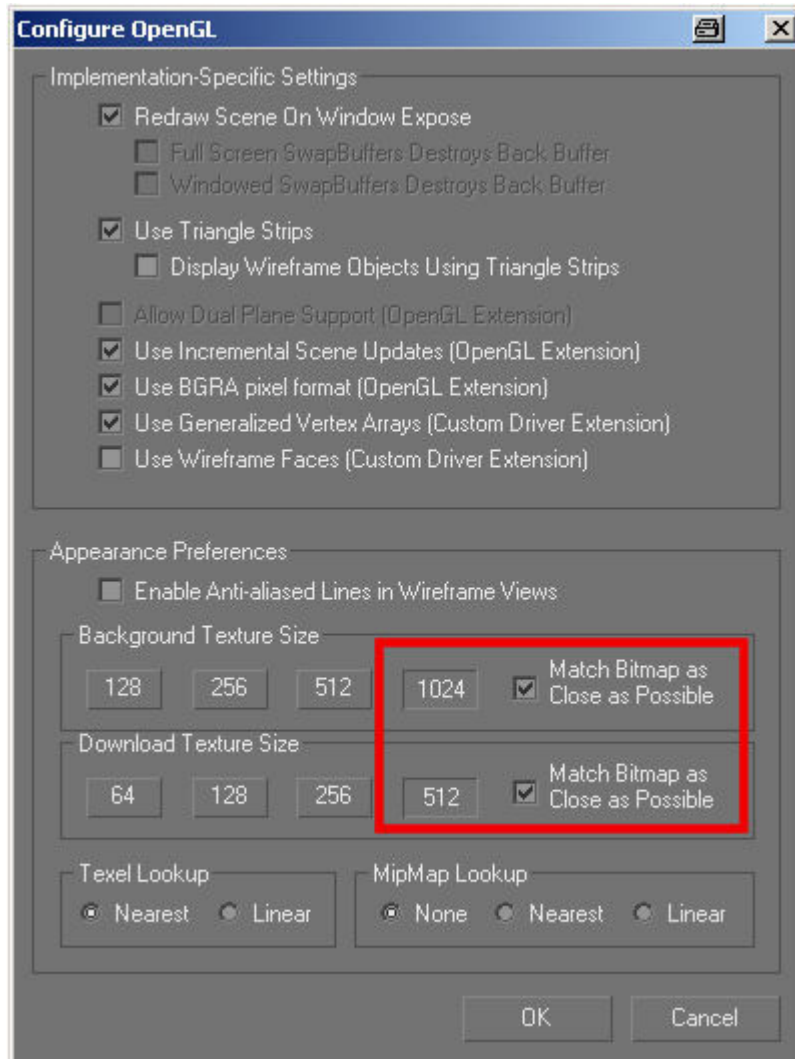 Configure OpenGL
Implementation-Specific Settings
Redraw Scene On Window Expose
Full Screen SwapBuffers Destroys Back Buffer
Windowed SwapBuffers Destroys Back Buffer
Use Triangle Strips
Display Wireframe Objects Using Triangle Strips
Allow Dual Plane Support (OpenGL Extension)
Use Incremental Scene Updates (OpenGL Extension)
Use BGRA pixel format (OpenGL Extension)
Use Generalized Vertex Arrays (Custom Driver Extension)
Use Wireframe Faces (Custom Driver Extension)
Appearance Preferences
Enable Anti-aliased Lines in Wireframe Views
Background Texture Size
128 256 512 1024 Match Bitmap as
Close as Possible
Download Texture Size
64 128 256 512 Match Bitmap as
Close as Possible
Texel Lookup MipMap Lookup
Nearest Linear None Nearest Linear
OK Cancel